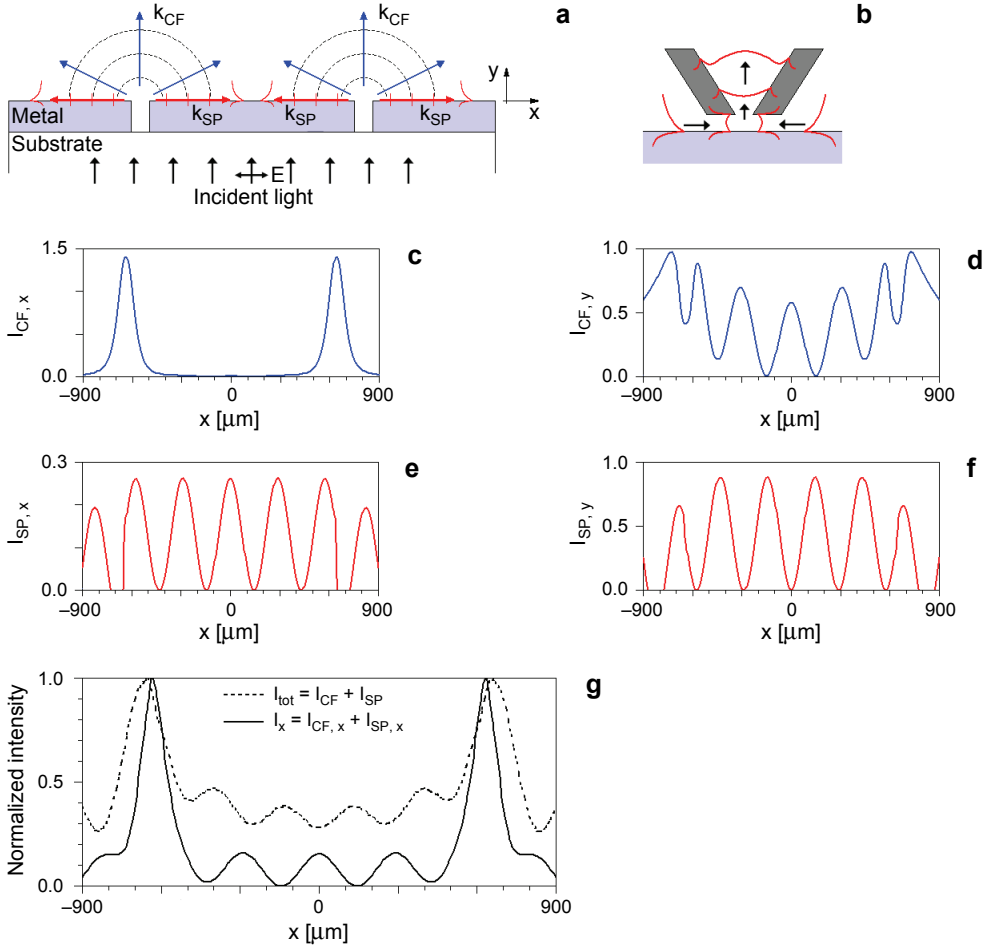 a
b
k_CF
k_CF
y
x
Metal
k_SP
k_SP
k_SP
Substrate
E
Incident light
c
1.5
0.0
I_CF, x
–900
0
900
x [µm]
d
1.0
0.5
0.0
I_CF, y
–900
0
900
x [µm]
e
0.3
0.0
I_SP, x
–900
0
900
x [µm]
f
1.0
0.5
0.0
I_SP, y
–900
0
900
x [µm]
g
1.0
0.5
0.0
Normalized intensity
I_tot = I_CF + I_SP
I_x = I_CF, x + I_SP, x
–900
0
900
x [µm]